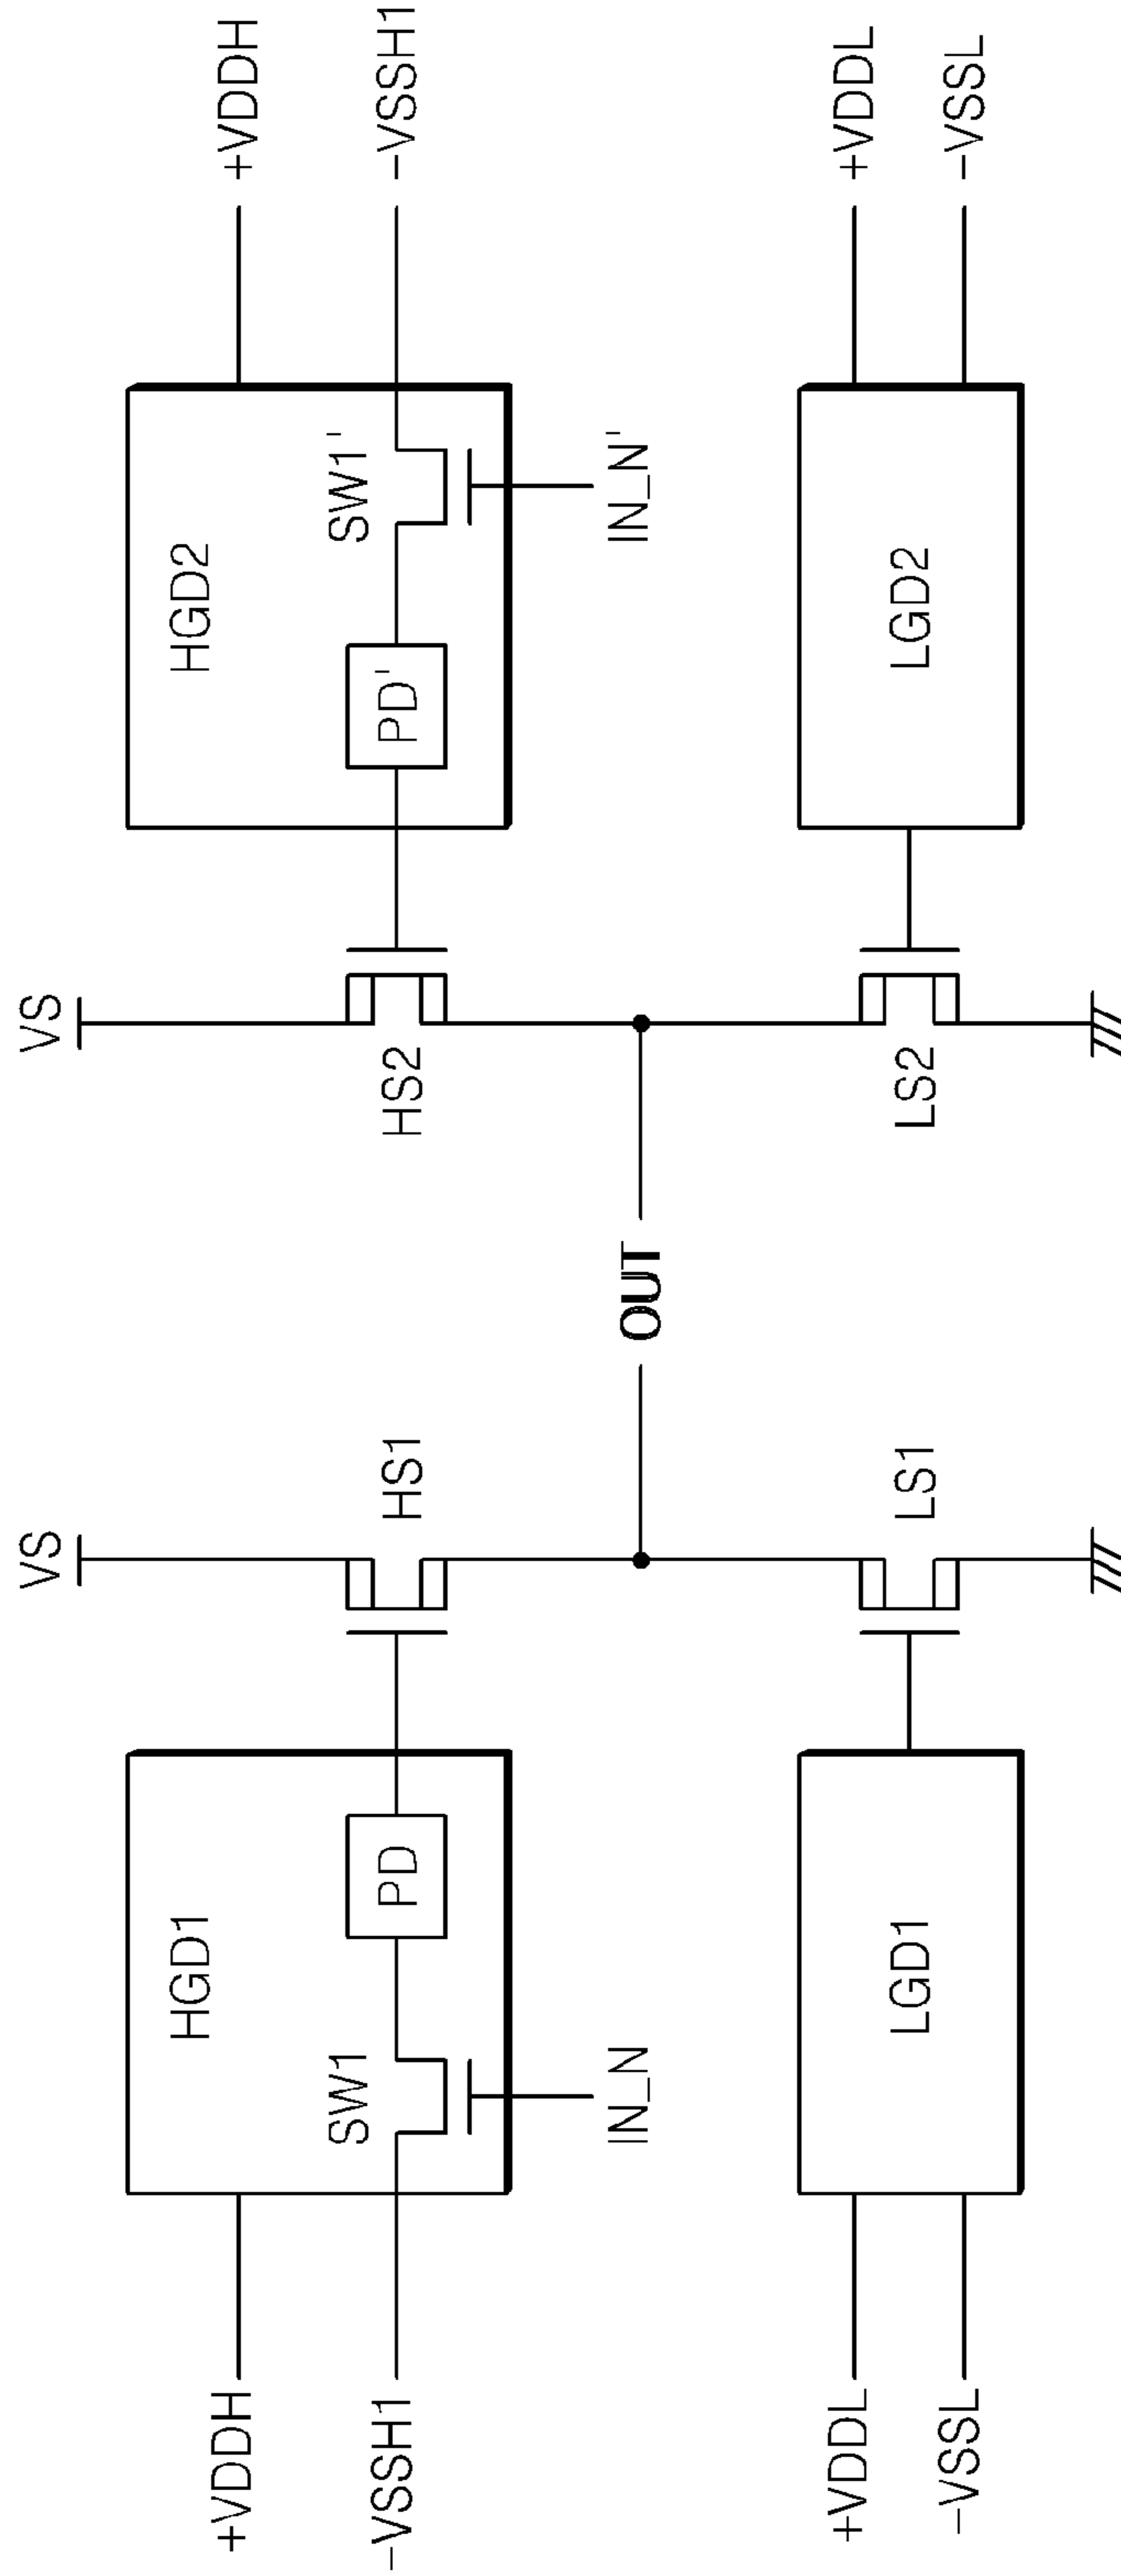 VS
VS
+VDDH
HGD1
HS1
HS2
HGD2
+VDDH
-VSSH1
SW1
PD
PD'
SW1'
-VSSH1
IN_N
OUT
IN_N'
+VDDL
LGD1
LS1
LS2
LGD2
+VDDL
-VSSL
-VSSL